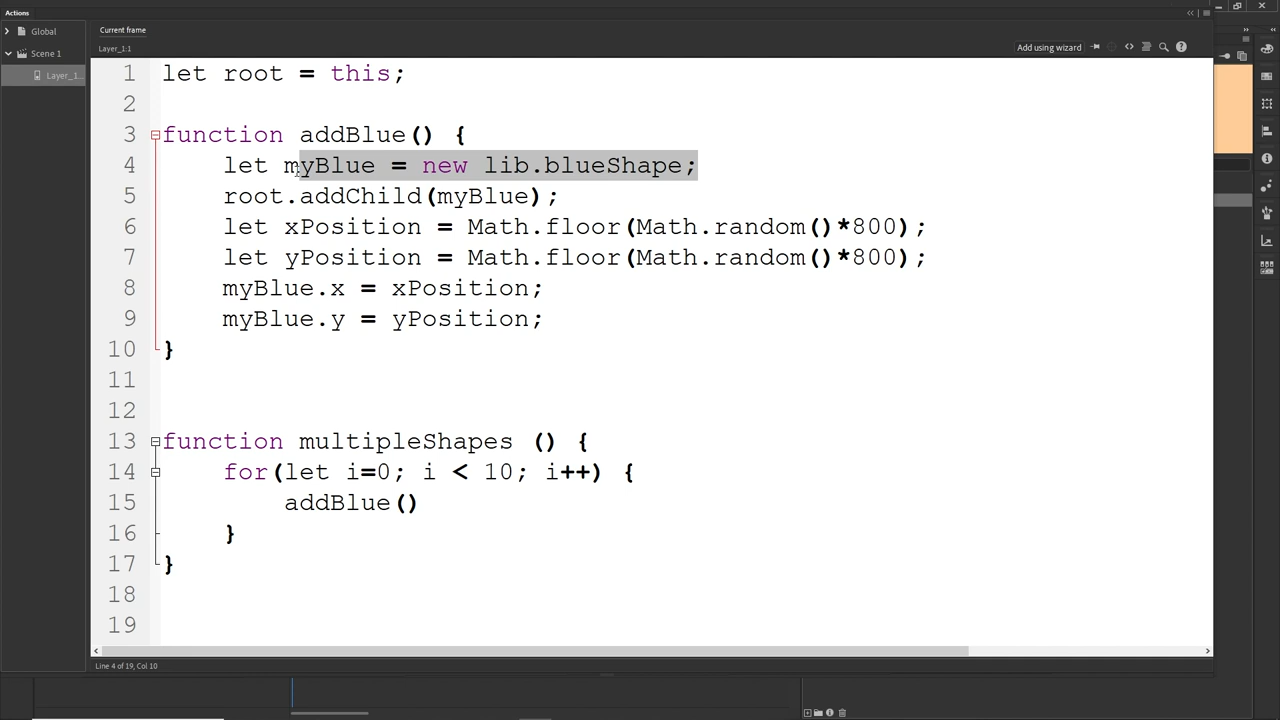 Actions
Global
Current frame
Scene 1
Layer_1:1
Add using wizard
Layer_1...
1 let root = this;
2
3 function addBlue() {
4 let myBlue = new lib.blueShape;
5 root.addChild(myBlue);
6 let xPosition = Math.floor(Math.random()*800);
7 let yPosition = Math.floor(Math.random()*800);
8 myBlue.x = xPosition;
9 myBlue.y = yPosition;
10 }
11
12
13 function multipleShapes () {
14 for(let i=0; i < 10; i++) {
15 addBlue()
16 }
17 }
18
19
Line 4 of 19, Col 10